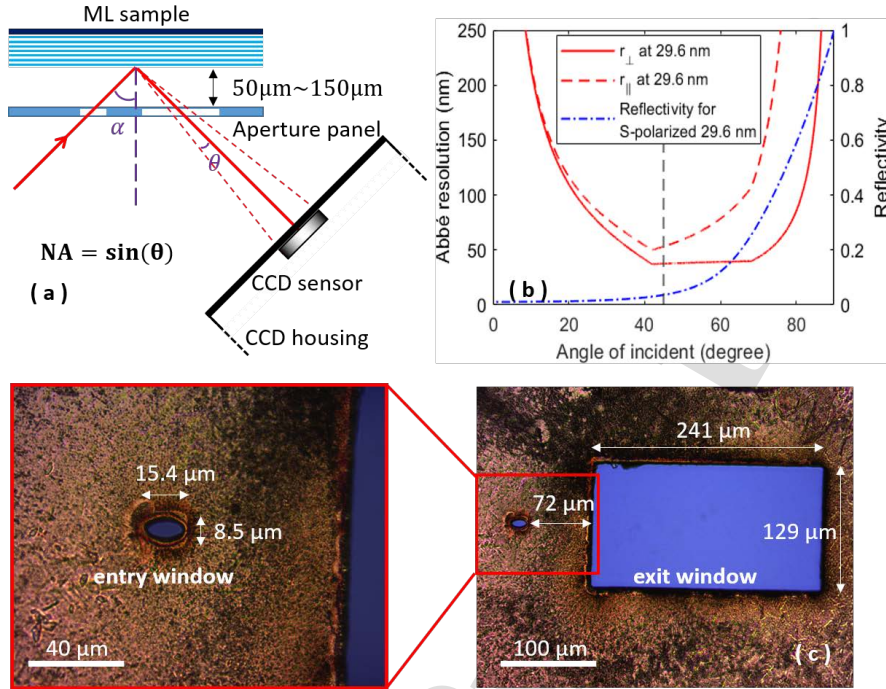 ML sample
50μm~150μm
α
Aperture panel
θ
NA = sin(θ)
( a )
CCD sensor
CCD housing
250
200
150
100
50
0
Abbé resolution (nm)
r⊥ at 29.6 nm
r∥ at 29.6 nm
Reflectivity for
S-polarized 29.6 nm
1
0.8
0.6
0.4
0.2
0
Reflectivity
( b )
0 20 40 60 80
Angle of incident (degree)
15.4 μm
8.5 μm
entry window
40 μm
241 μm
72 μm
129 μm
exit window
100 μm
( c )